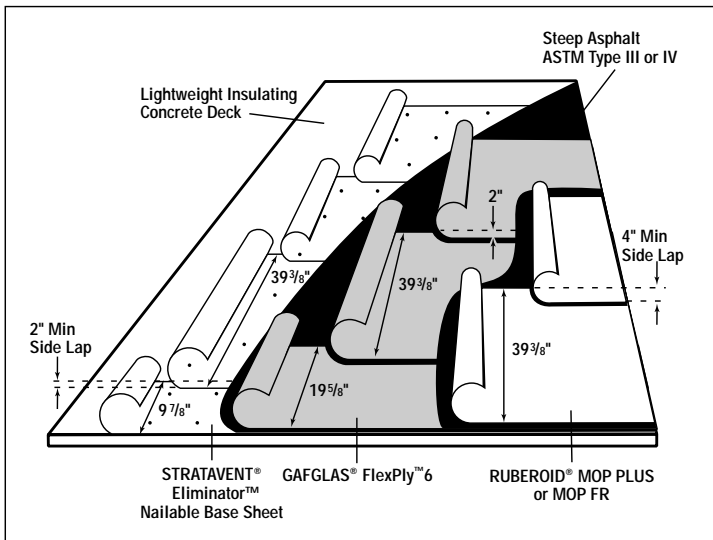 Steep Asphalt
ASTM Type III or IV
Lightweight Insulating
Concrete Deck
2"
4" Min
Side Lap
39 3/8"
39 3/8"
2" Min
Side Lap
39 3/8"
9 7/8"
19 5/8"
STRATAVENT®
Eliminator™
Nailable Base Sheet
GAFGLAS® FlexPly™6
RUBEROID® MOP PLUS
or MOP FR